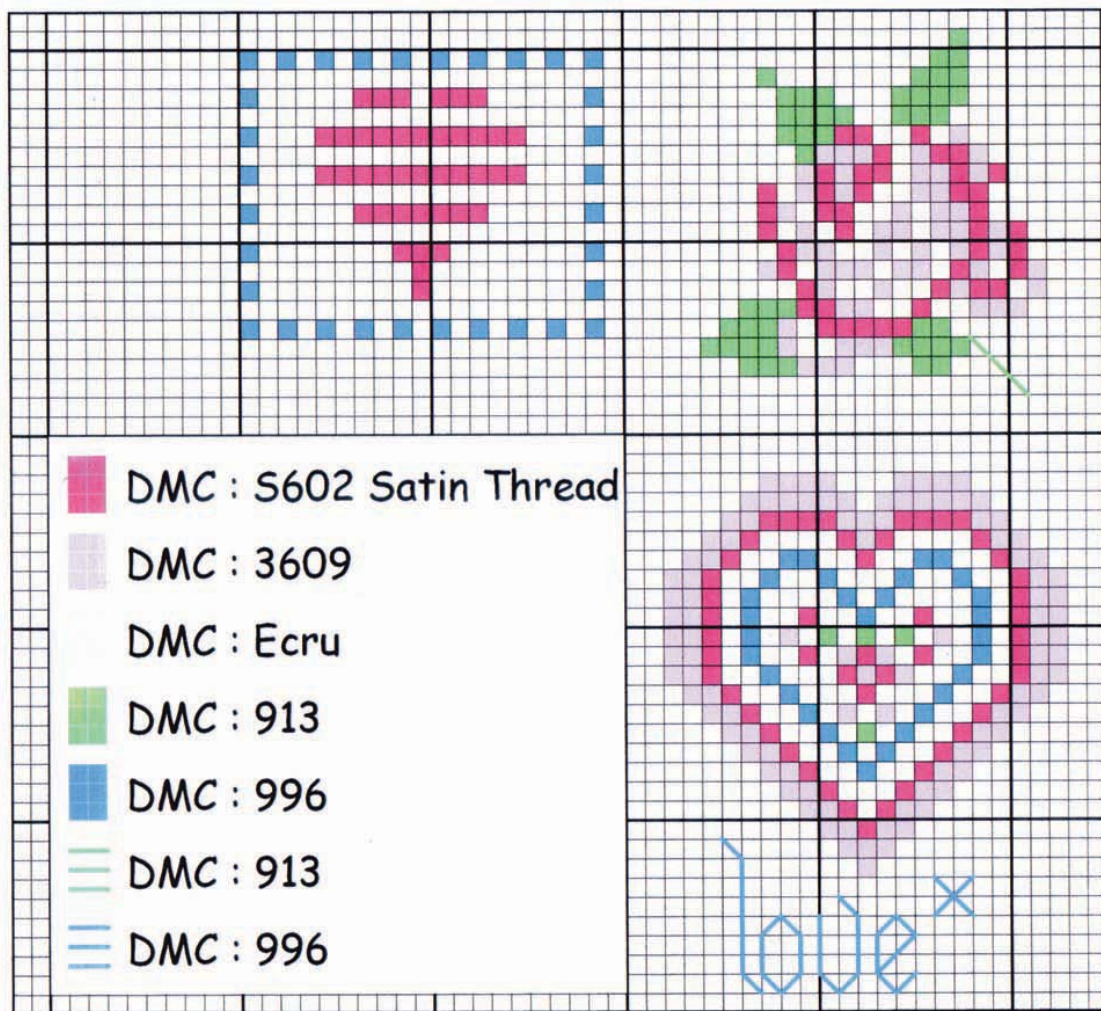 DMC : S602 Satin Thread
DMC : 3609
DMC : Ecru
DMC : 913
DMC : 996
DMC : 913
DMC : 996
love x